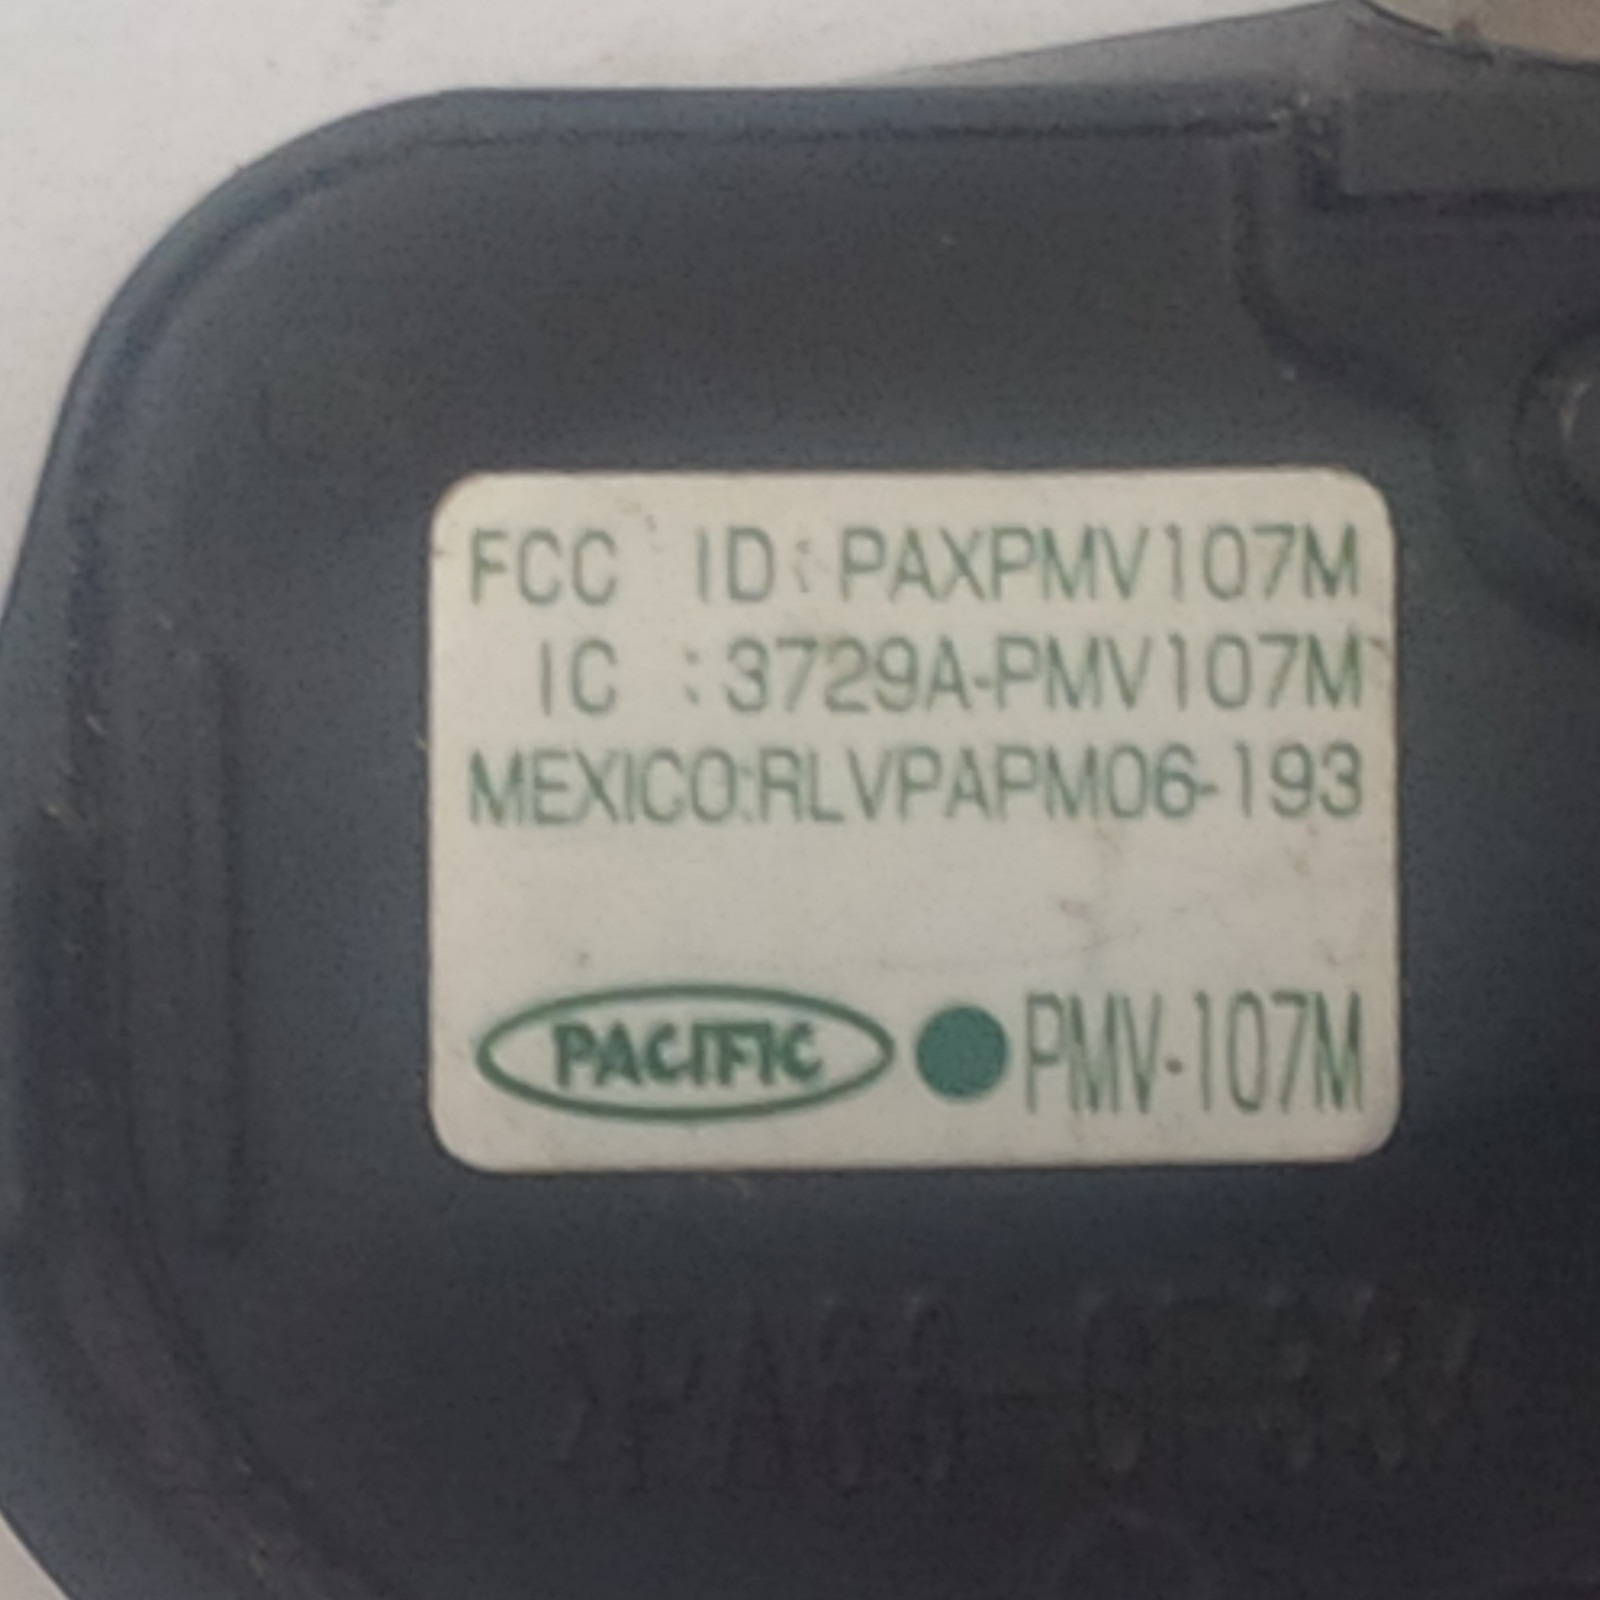 FCC ID: PAXPMV107M
IC : 3729A-PMV107M
MEXICO:RLVPAPM06-193
PACIFIC ●PMV-107M